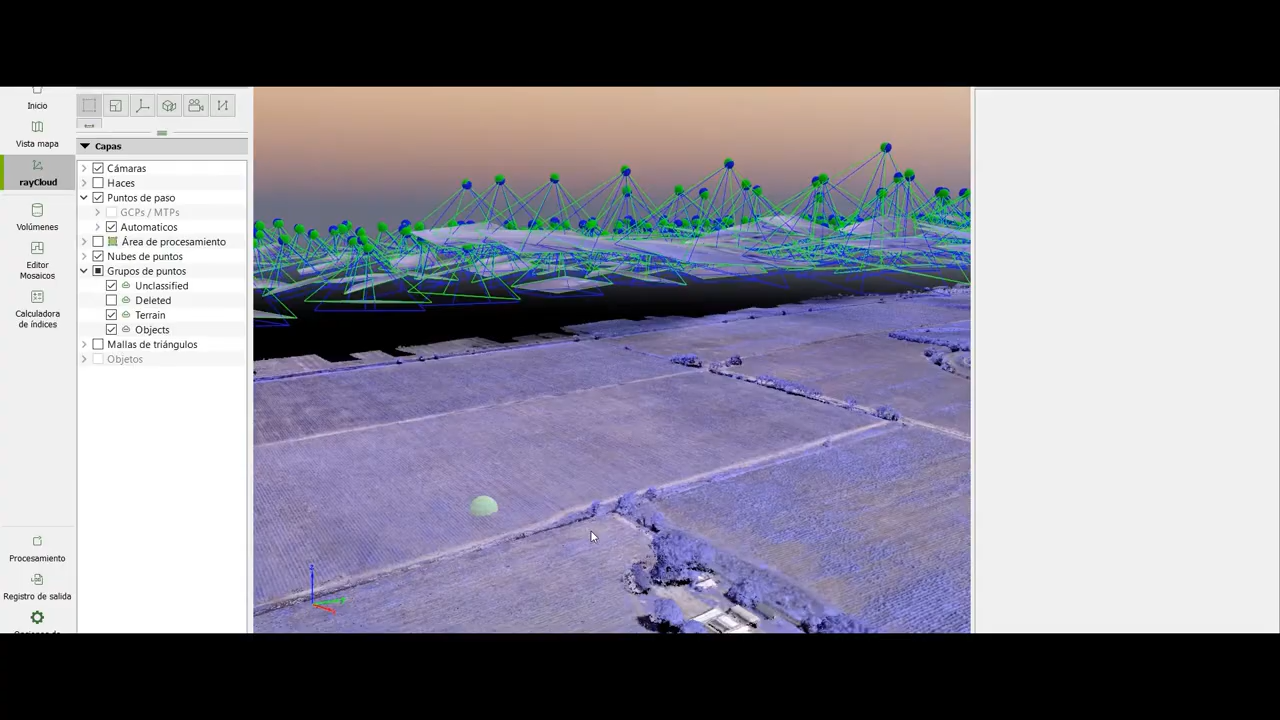 Inicio
Vista mapa
rayCloud
Volúmenes
Editor
Mosaicos
Calculadora
de índices
Procesamiento
Registro de salida
Capas
Cámaras
Haces
Puntos de paso
GCPs / MTPs
Automaticos
Área de procesamiento
Nubes de puntos
Grupos de puntos
Unclassified
Deleted
Terrain
Objects
Mallas de triángulos
Objetos
z